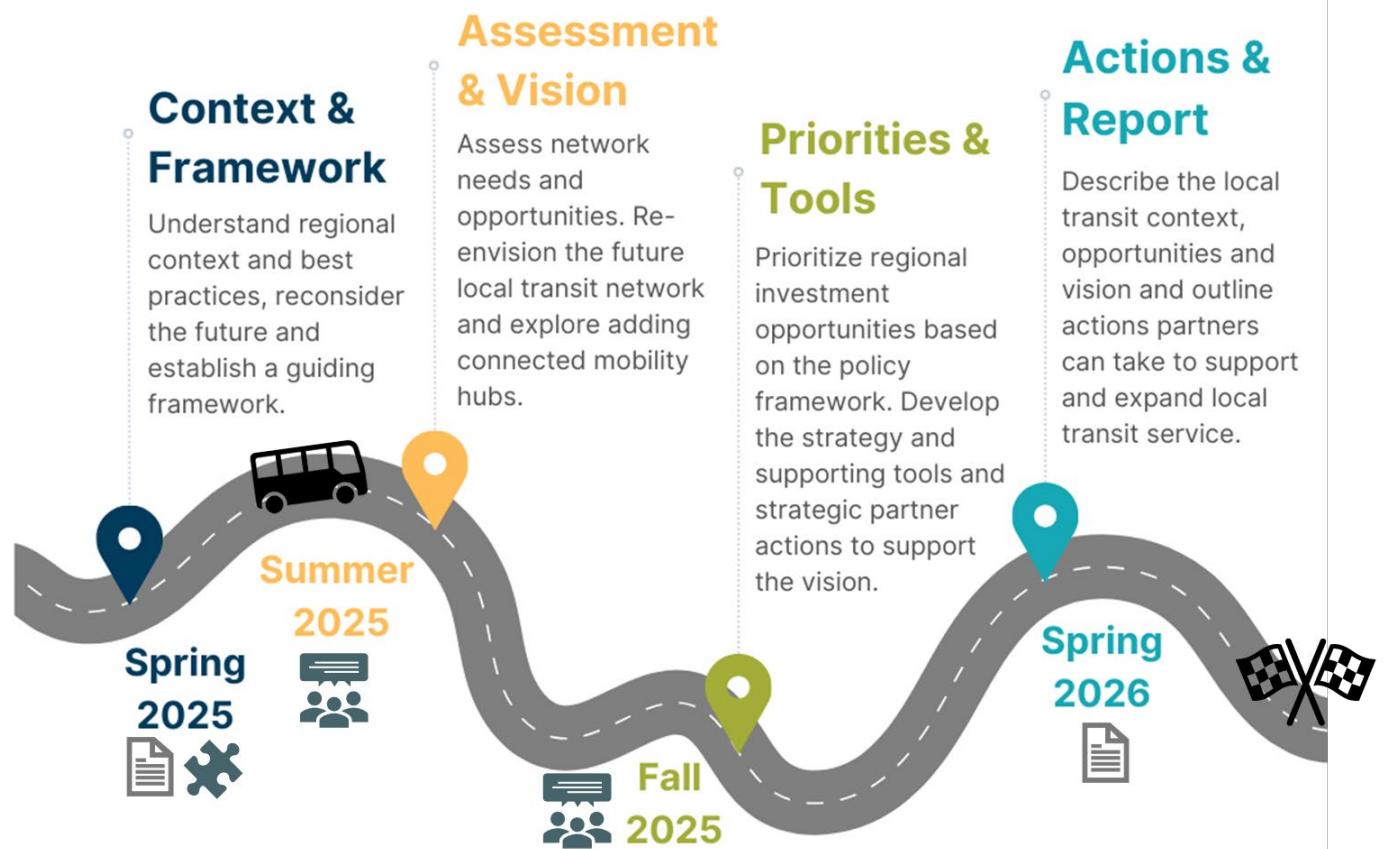 Context &
Framework
Understand regional
context and best
practices, reconsider
the future and
establish a guiding
framework.
Spring
2025
Assessment
& Vision
Assess network
needs and
opportunities. Re-
envision the future
local transit network
and explore adding
connected mobility
hubs.
Summer
2025
Priorities &
Tools
Prioritize regional
investment
opportunities based
on the policy
framework. Develop
the strategy and
supporting tools and
strategic partner
actions to support
the vision.
Fall
2025
Actions &
Report
Describe the local
transit context,
opportunities and
vision and outline
actions partners
can take to support
and expand local
transit service.
Spring
2026